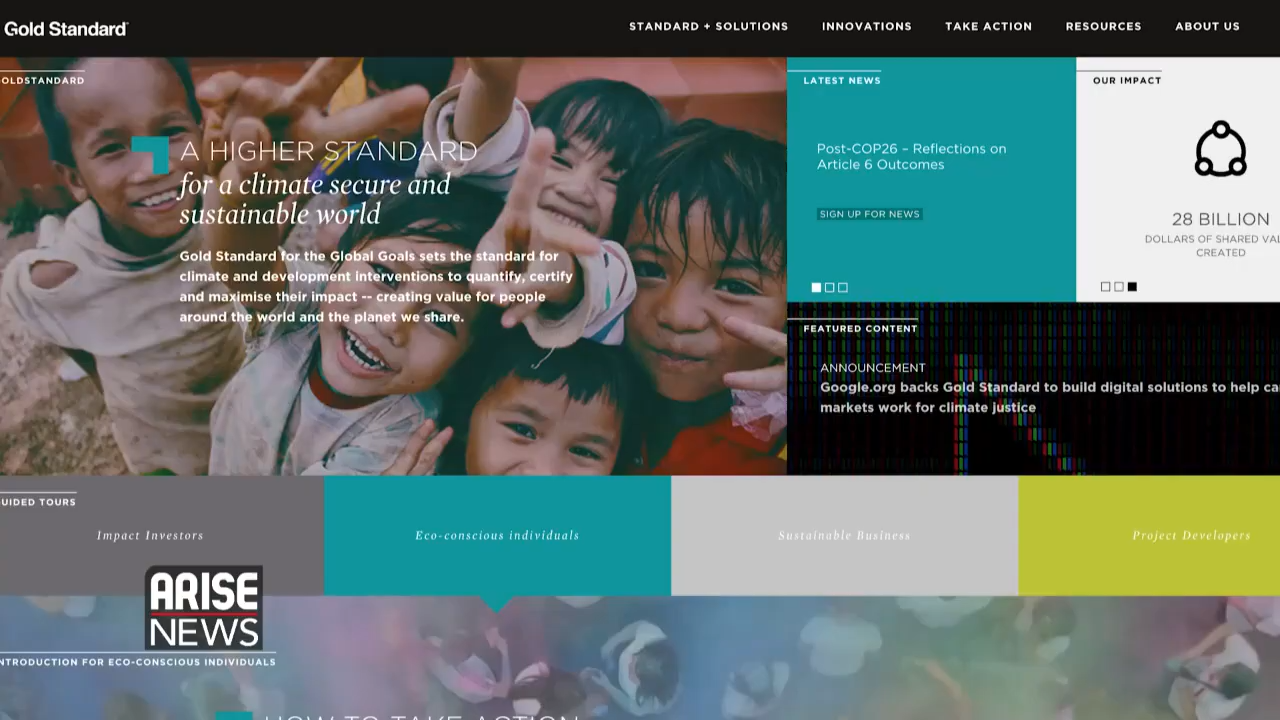 Gold Standard
STANDARD + SOLUTIONS
INNOVATIONS
TAKE ACTION
RESOURCES
ABOUT US
OLDSTANDARD
A HIGHER STANDARD
for a climate secure and
sustainable world
Gold Standard for the Global Goals sets the standard for
climate and development interventions to quantify, certify
and maximise their impact -- creating value for people
around the world and the planet we share.
LATEST NEWS
Post-COP26 – Reflections on
Article 6 Outcomes
SIGN UP FOR NEWS
OUR IMPACT
28 BILLION
DOLLARS OF SHARED VAL
CREATED
FEATURED CONTENT
ANNOUNCEMENT
Google.org backs Gold Standard to build digital solutions to help ca
markets work for climate justice
UIDED TOURS
Impact Investors
Eco-conscious individuals
Sustainable Business
Project Developers
ARISE
NEWS
NTRODUCTION FOR ECO-CONSCIOUS INDIVIDUALS
HOW TO TAKE ACTION